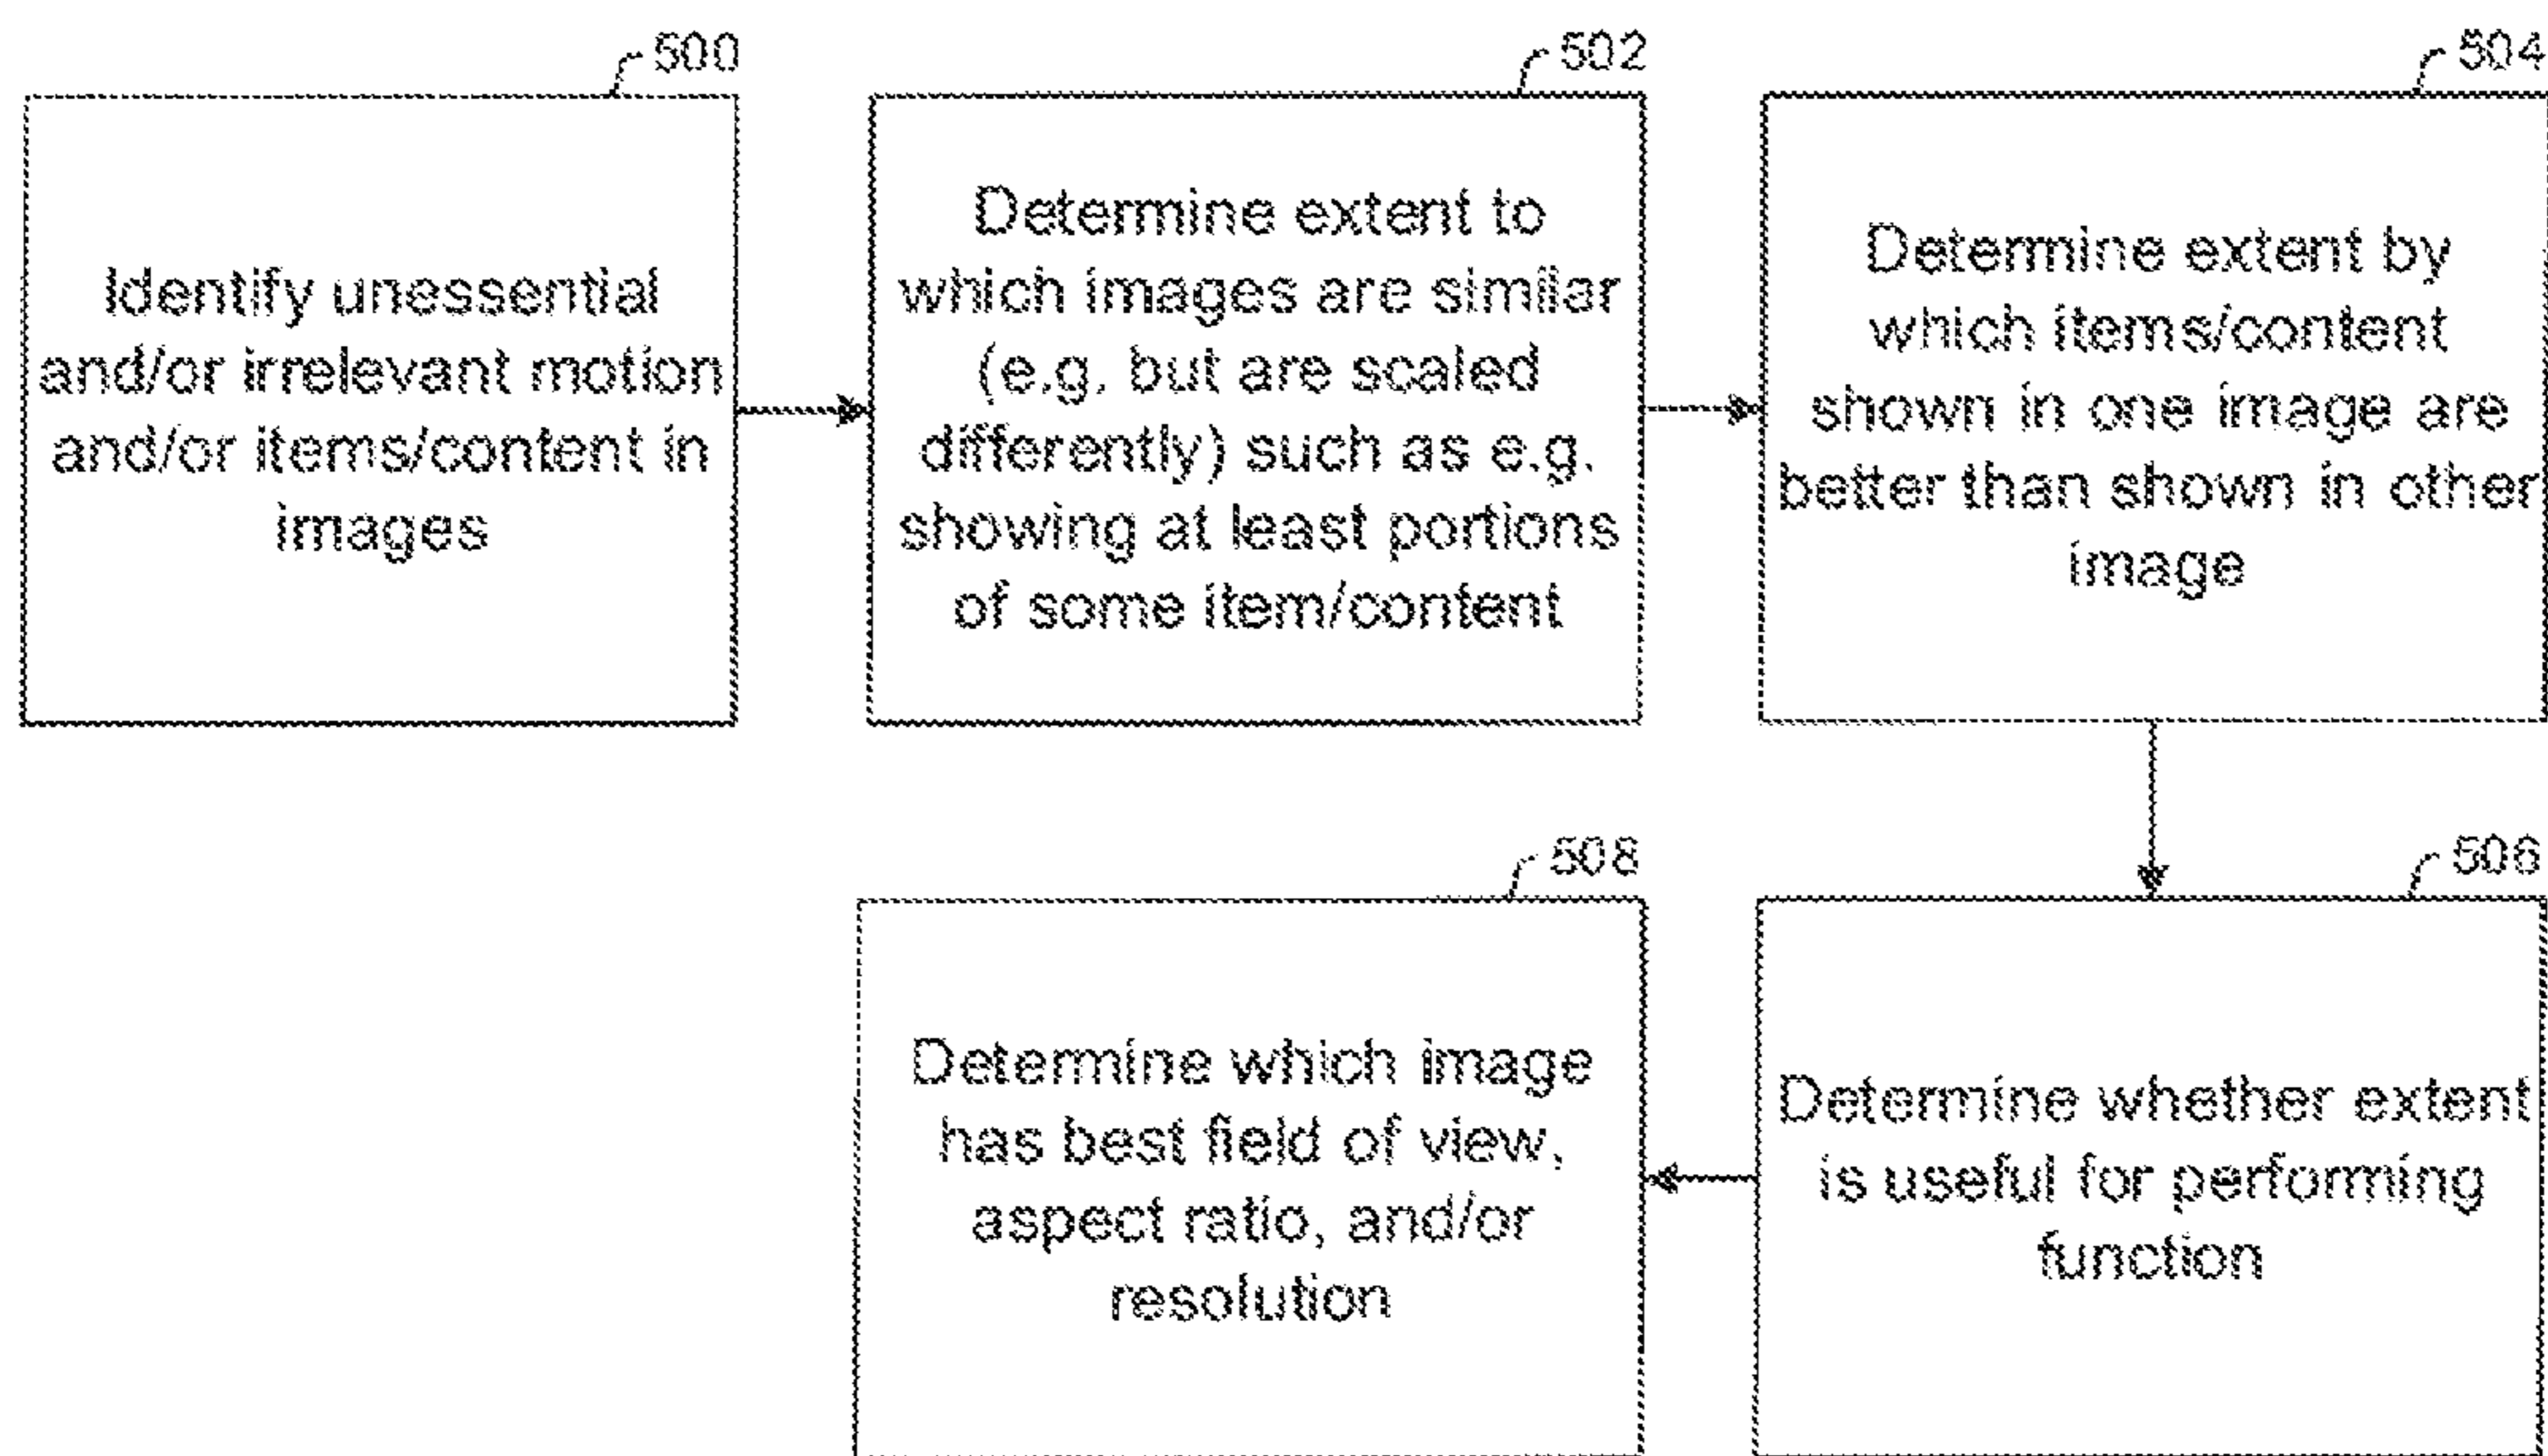 500
Identify unessential
and/or irrelevant motion
and/or items/content in
images
502
Determine extent to
which images are similar
(e.g. but are scaled
differently) such as e.g.
showing at least portions
of some item/content
504
Determine extent by
which items/content
shown in one image are
better than shown in other
image
506
Determine whether extent
is useful for performing
function
508
Determine which image
has best field of view,
aspect ratio, and/or
resolution